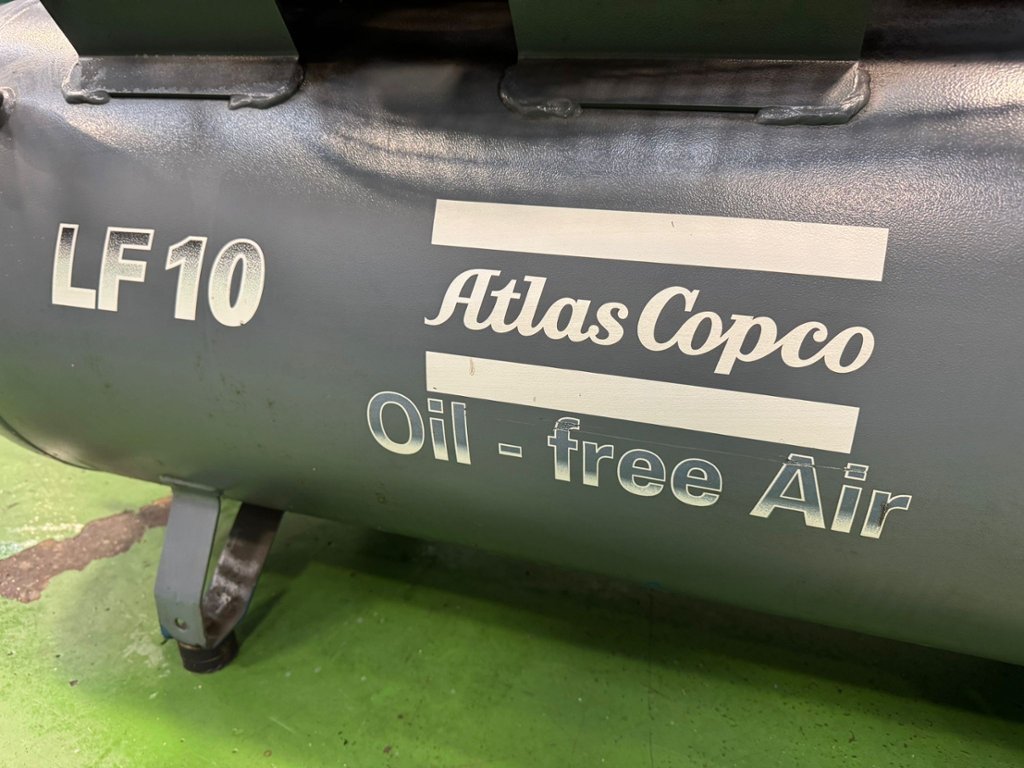 LF 10
Atlas Copco
Oil - free Air